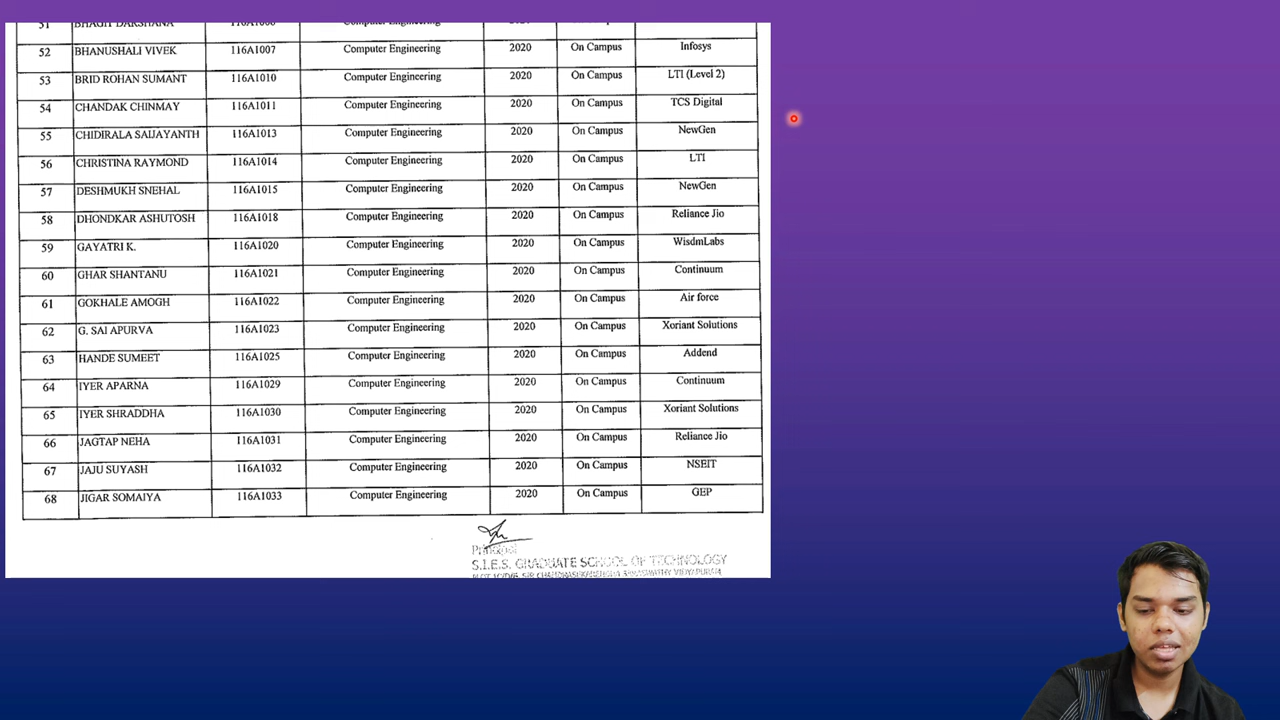 51 BHAGIT DARSHANA Computer Engineering
52 BHANUSHALI VIVEK 116A1007 Computer Engineering 2020 On Campus Infosys
53 BRID ROHAN SUMANT 116A1010 Computer Engineering 2020 On Campus LTI (Level 2)
54 CHANDAK CHINMAY 116A1011 Computer Engineering 2020 On Campus TCS Digital
55 CHIDIRALA SAIJAYANTH 116A1013 Computer Engineering 2020 On Campus NewGen
56 CHRISTINA RAYMOND 116A1014 Computer Engineering 2020 On Campus LTI
57 DESHMUKH SNEHAL 116A1015 Computer Engineering 2020 On Campus NewGen
58 DHONDKAR ASHUTOSH 116A1018 Computer Engineering 2020 On Campus Reliance Jio
59 GAYATRI K. 116A1020 Computer Engineering 2020 On Campus WisdmLabs
60 GHAR SHANTANU 116A1021 Computer Engineering 2020 On Campus Continuum
61 GOKHALE AMOGH 116A1022 Computer Engineering 2020 On Campus Air force
62 G. SAI APURVA 116A1023 Computer Engineering 2020 On Campus Xoriant Solutions
63 HANDE SUMEET 116A1025 Computer Engineering 2020 On Campus Addend
64 IYER APARNA 116A1029 Computer Engineering 2020 On Campus Continuum
65 IYER SHRADDHA 116A1030 Computer Engineering 2020 On Campus Xoriant Solutions
66 JAGTAP NEHA 116A1031 Computer Engineering 2020 On Campus Reliance Jio
67 JAJU SUYASH 116A1032 Computer Engineering 2020 On Campus NSEIT
68 JIGAR SOMAIYA 116A1033 Computer Engineering 2020 On Campus GEP
Principal
S.I.E.S. GRADUATE SCHOOL OF TECHNOLOGY